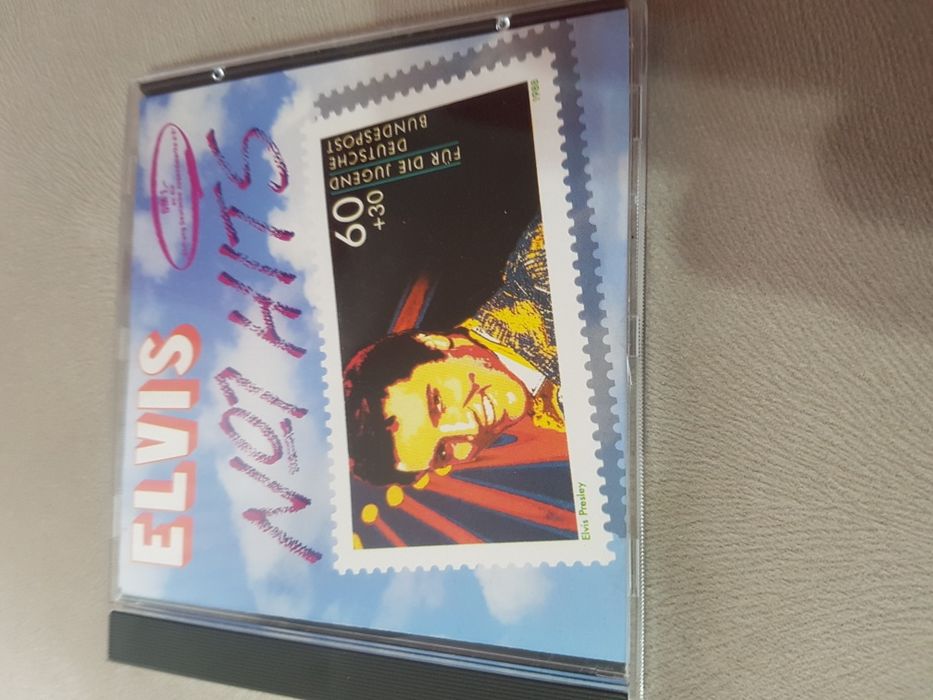 ELVIS
No1 HITS
60
+30
FÜR DIE JUGEND
DEUTSCHE
BUNDESPOST
Elvis Presley
1988